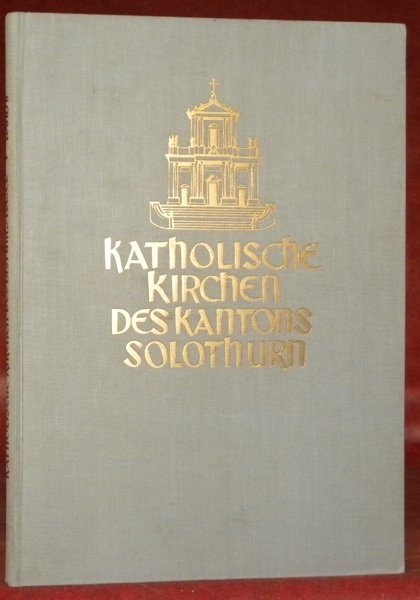 Katholische
Kirchen
des Kantons
Solothurn